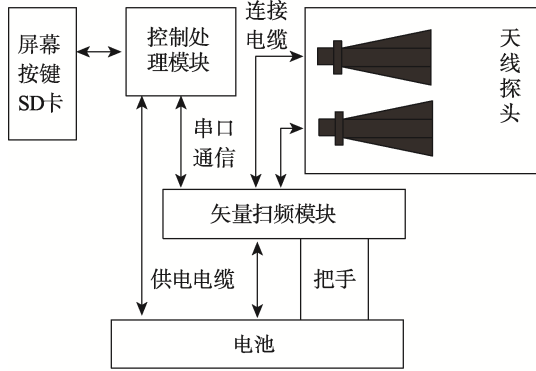 屏幕
按键
SD卡
控制处
理模块
连接
电缆
天
线
探
头
串口
通信
矢量扫频模块
供电电缆
把手
电池